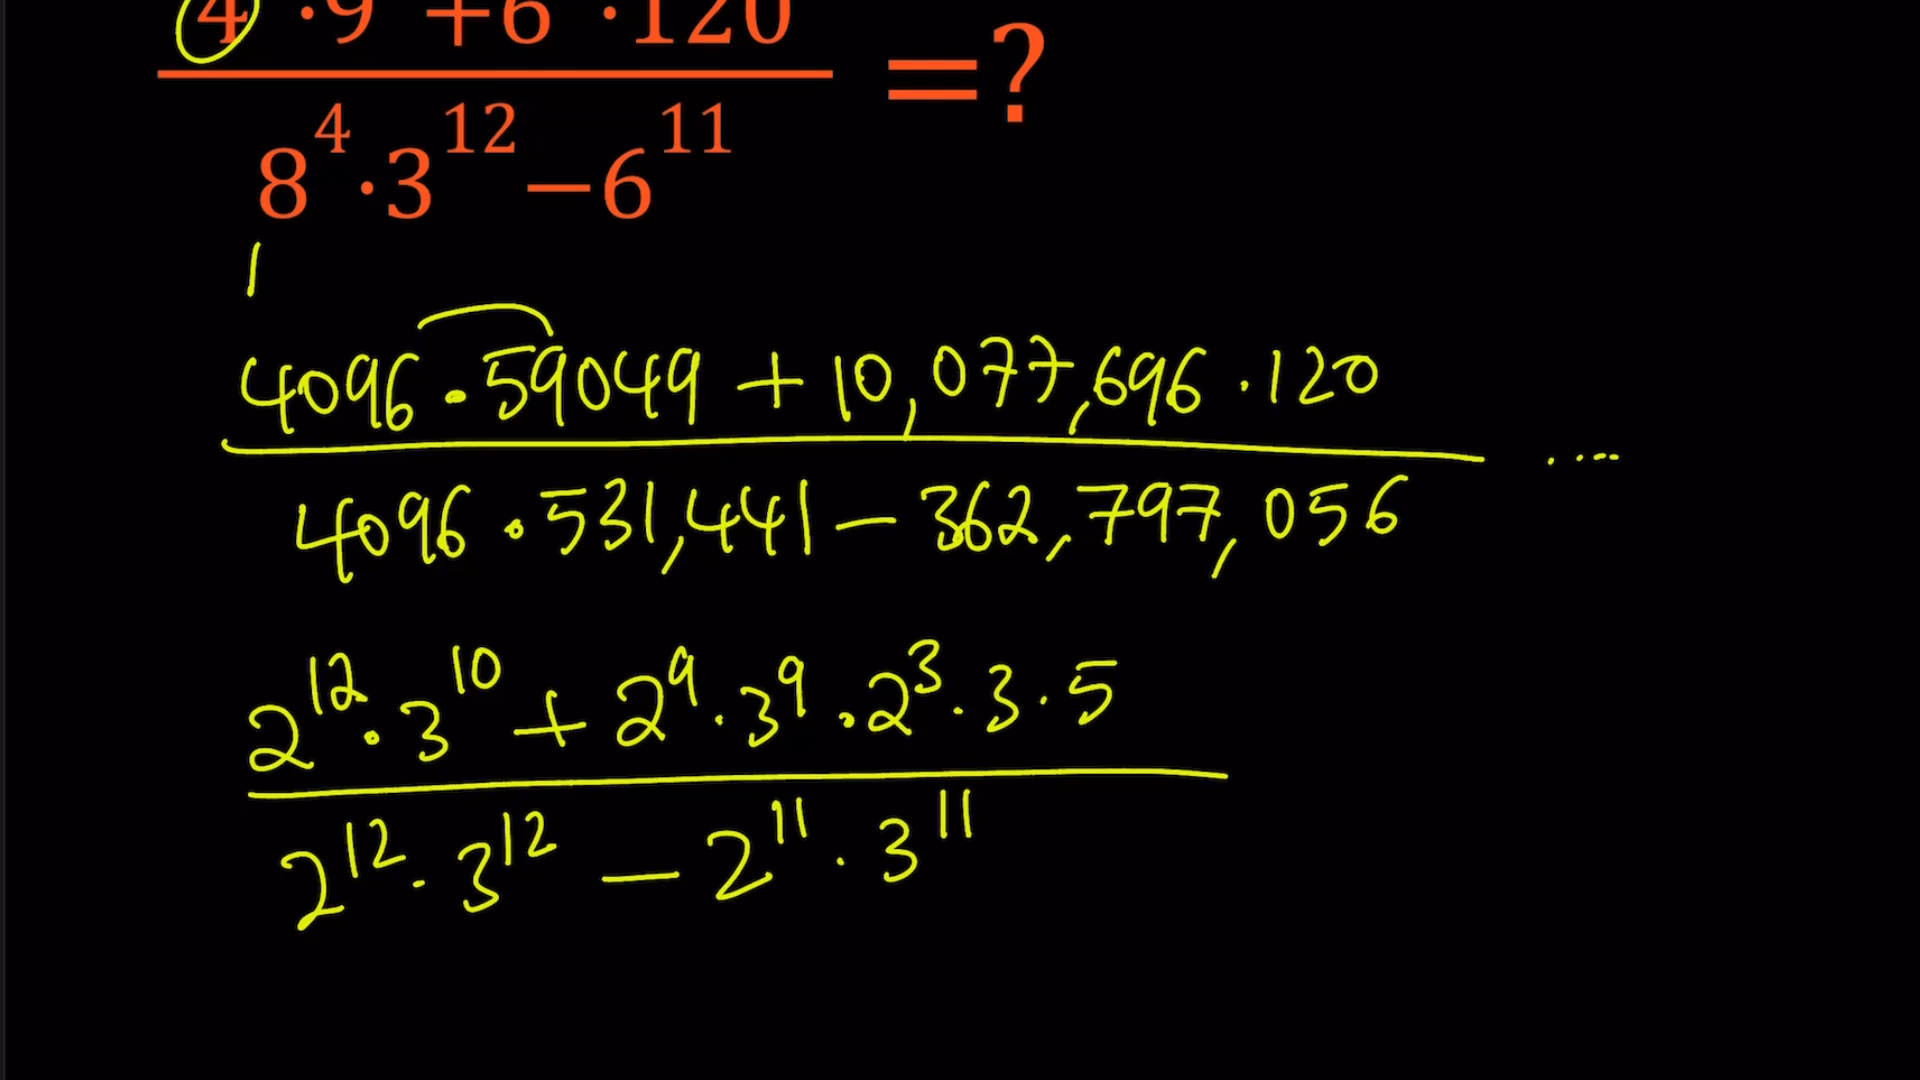 4 · 9 + 6 · 120
= ?
8⁴ · 3¹² − 6¹¹
4096 · 59049 + 10,077,696 · 120
....
4096 · 531,441 − 362,797,056
2¹² · 3¹⁰ + 2⁹ · 3⁹ · 2³ · 3 · 5
2¹² · 3¹² − 2¹¹ · 3¹¹